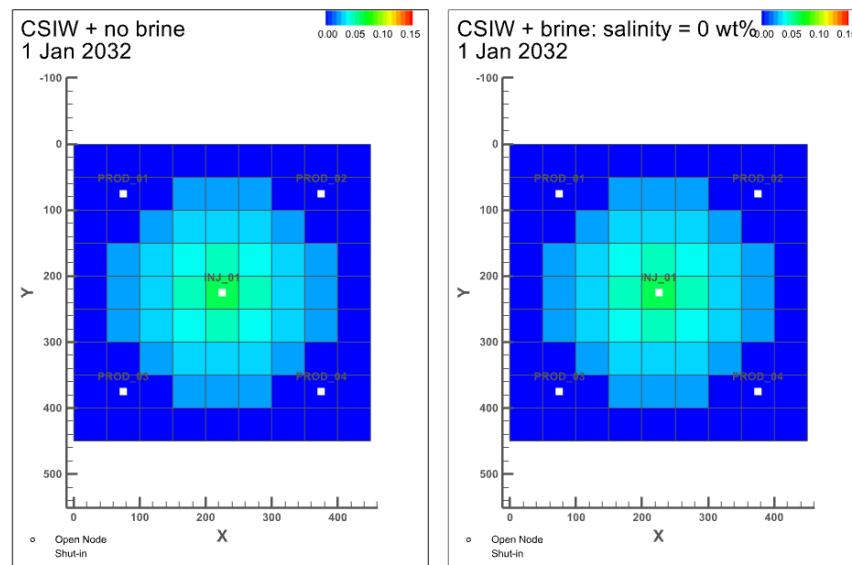 CSIW + no brine
1 Jan 2032
0.00 0.05 0.10 0.15
-100
0
100
200
300
400
500
Y
PROD_01
PROD_02
INJ_01
PROD_03
PROD_04
0 100 200 300 400
X
Open Node
Shut-in
CSIW + brine: salinity = 0 wt%
1 Jan 2032
0.00 0.05 0.10 0.15
-100
0
100
200
300
400
500
Y
PROD_01
PROD_02
INJ_01
PROD_03
PROD_04
0 100 200 300 400
X
Open Node
Shut-in